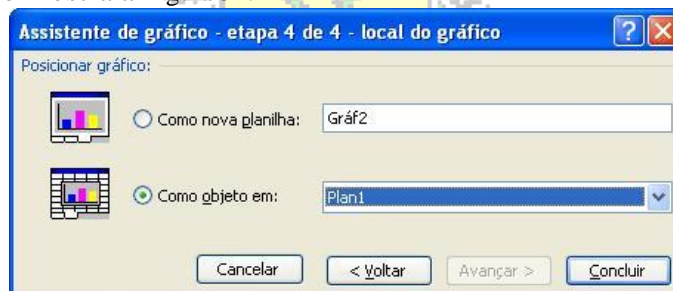 Assistente de gráfico - etapa 4 de 4 - local do gráfico
Posicionar gráfico:
Como nova planilha: Gráf2
Como objeto em: Plan1
Cancelar < Voltar Avançar > Concluir